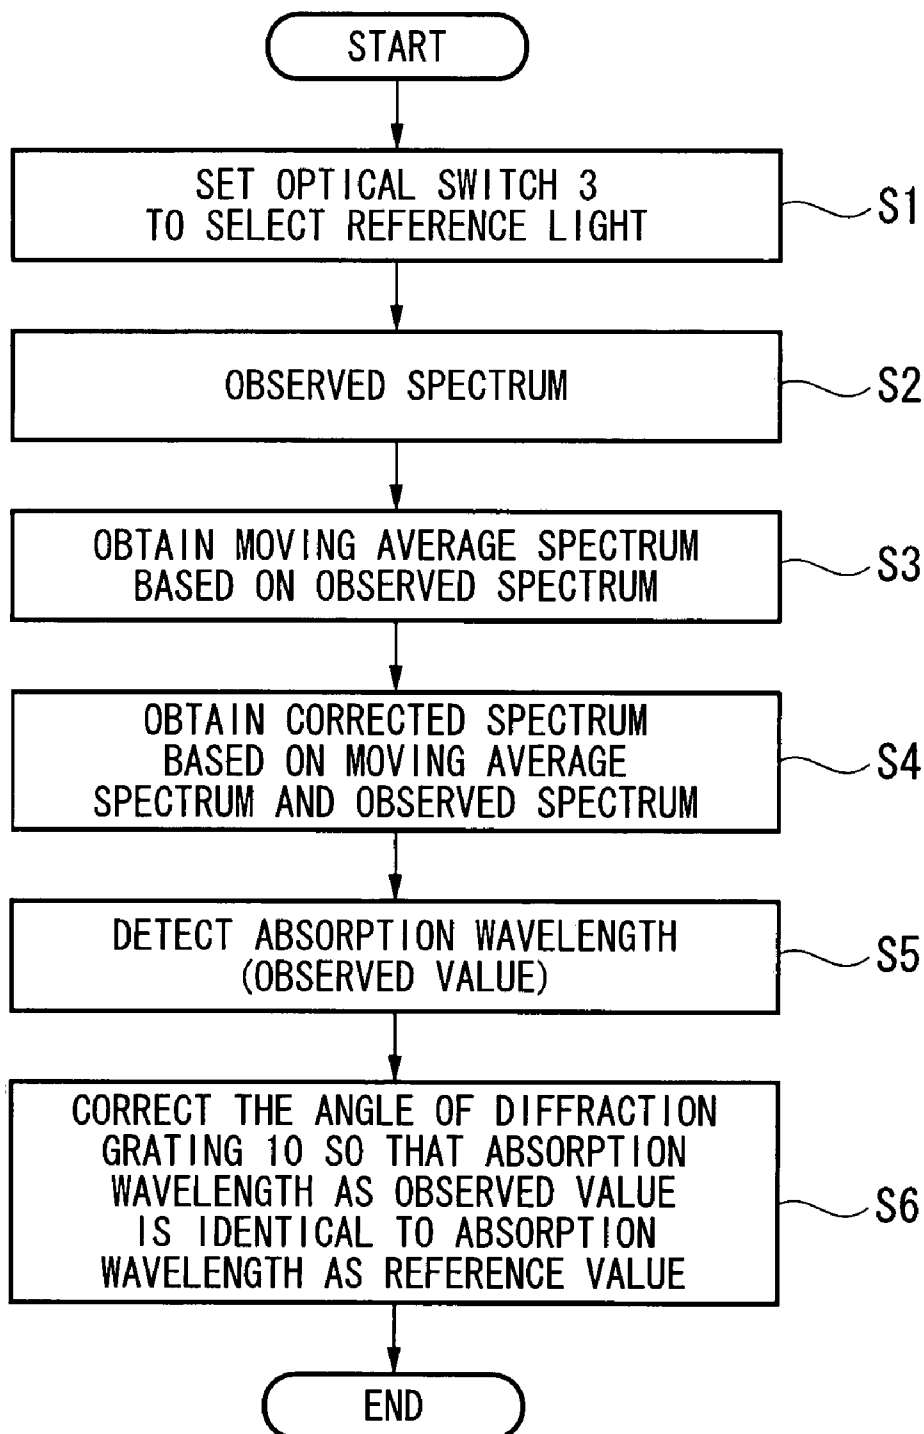 START
SET OPTICAL SWITCH 3
TO SELECT REFERENCE LIGHT
S1
OBSERVED SPECTRUM
S2
OBTAIN MOVING AVERAGE SPECTRUM
BASED ON OBSERVED SPECTRUM
S3
OBTAIN CORRECTED SPECTRUM
BASED ON MOVING AVERAGE
SPECTRUM AND OBSERVED SPECTRUM
S4
DETECT ABSORPTION WAVELENGTH
(OBSERVED VALUE)
S5
CORRECT THE ANGLE OF DIFFRACTION
GRATING 10 SO THAT ABSORPTION
WAVELENGTH AS OBSERVED VALUE
IS IDENTICAL TO ABSORPTION
WAVELENGTH AS REFERENCE VALUE
S6
END